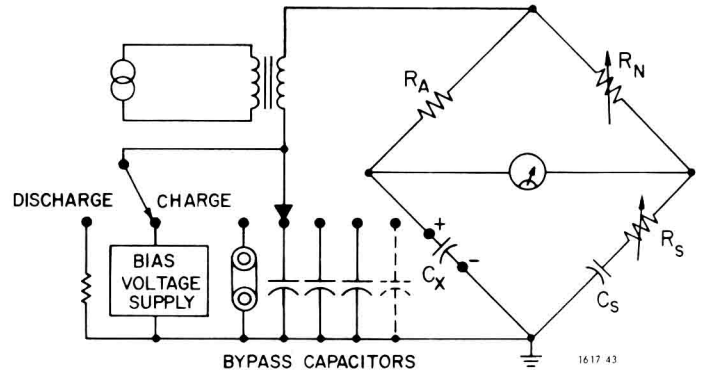 R_A
R_N
DISCHARGE
CHARGE
BIAS
VOLTAGE
SUPPLY
+
-
C_X
R_S
C_S
BYPASS CAPACITORS
1617 43